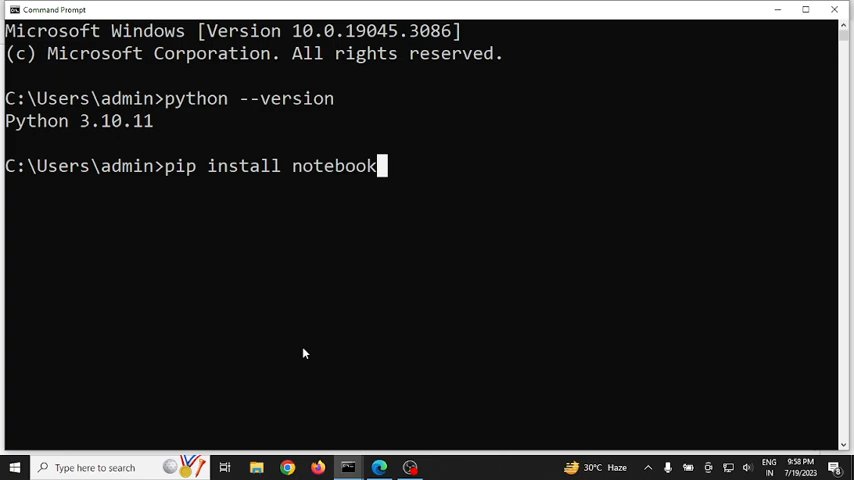 Command Prompt
Microsoft Windows [Version 10.0.19045.3086]
(c) Microsoft Corporation. All rights reserved.
C:\Users\admin>python --version
Python 3.10.11
C:\Users\admin>pip install notebook
Type here to search
30°C Haze
ENG
IN
9:58 PM
7/19/2023
8